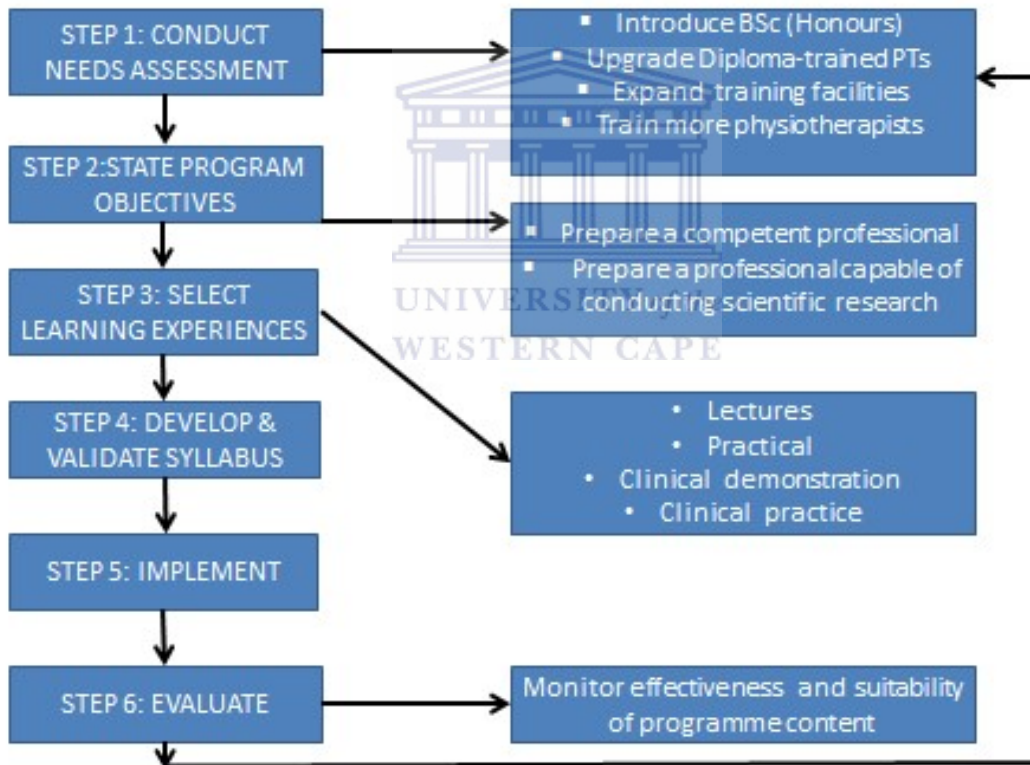 STEP 1: CONDUCT
NEEDS ASSESSMENT
▪ Introduce BSc (Honours)
▪ Upgrade Diploma-trained PTs
▪ Expand training facilities
▪ Train more physiotherapists
STEP 2:STATE PROGRAM
OBJECTIVES
▪ Prepare a competent professional
▪ Prepare a professional capable of
conducting scientific research
STEP 3: SELECT
LEARNING EXPERIENCES
UNIVERSITY of the
WESTERN CAPE
STEP 4: DEVELOP &
VALIDATE SYLLABUS
• Lectures
• Practical
• Clinical demonstration
• Clinical practice
STEP 5: IMPLEMENT
STEP 6: EVALUATE
Monitor effectiveness and suitability
of programme content